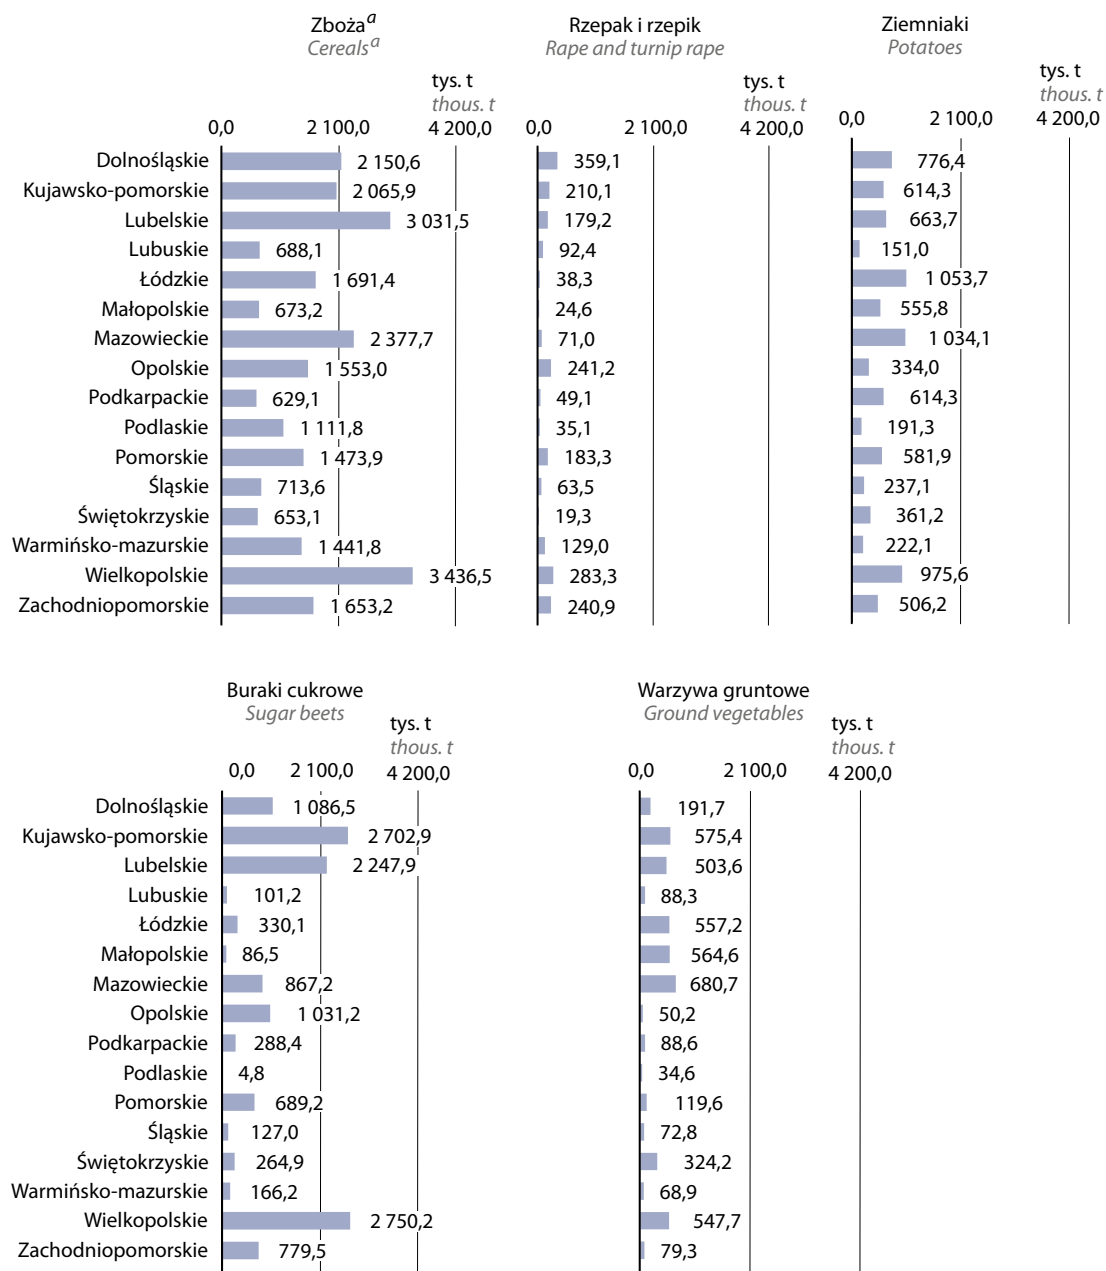 Zbożaᵃ Rzepak i rzepik Ziemniaki
Cerealsᵃ Rape and turnip rape Potatoes
tys. t tys. t tys. t
thous. t thous. t thous. t
0,0 2 100,0 4 200,0 0,0 2 100,0 4 200,0 0,0 2 100,0 4 200,0
Dolnośląskie 2 150,6 359,1 776,4
Kujawsko-pomorskie 2 065,9 210,1 614,3
Lubelskie 3 031,5 179,2 663,7
Lubuskie 688,1 92,4 151,0
Łódzkie 1 691,4 38,3 1 053,7
Małopolskie 673,2 24,6 555,8
Mazowieckie 2 377,7 71,0 1 034,1
Opolskie 1 553,0 241,2 334,0
Podkarpackie 629,1 49,1 614,3
Podlaskie 1 111,8 35,1 191,3
Pomorskie 1 473,9 183,3 581,9
Śląskie 713,6 63,5 237,1
Świętokrzyskie 653,1 19,3 361,2
Warmińsko-mazurskie 1 441,8 129,0 222,1
Wielkopolskie 3 436,5 283,3 975,6
Zachodniopomorskie 1 653,2 240,9 506,2
Buraki cukrowe Warzywa gruntowe
Sugar beets Ground vegetables
tys. t tys. t
thous. t thous. t
0,0 2 100,0 4 200,0 0,0 2 100,0 4 200,0
Dolnośląskie 1 086,5 191,7
Kujawsko-pomorskie 2 702,9 575,4
Lubelskie 2 247,9 503,6
Lubuskie 101,2 88,3
Łódzkie 330,1 557,2
Małopolskie 86,5 564,6
Mazowieckie 867,2 680,7
Opolskie 1 031,2 50,2
Podkarpackie 288,4 88,6
Podlaskie 4,8 34,6
Pomorskie 689,2 119,6
Śląskie 127,0 72,8
Świętokrzyskie 264,9 324,2
Warmińsko-mazurskie 166,2 68,9
Wielkopolskie 2 750,2 547,7
Zachodniopomorskie 779,5 79,3